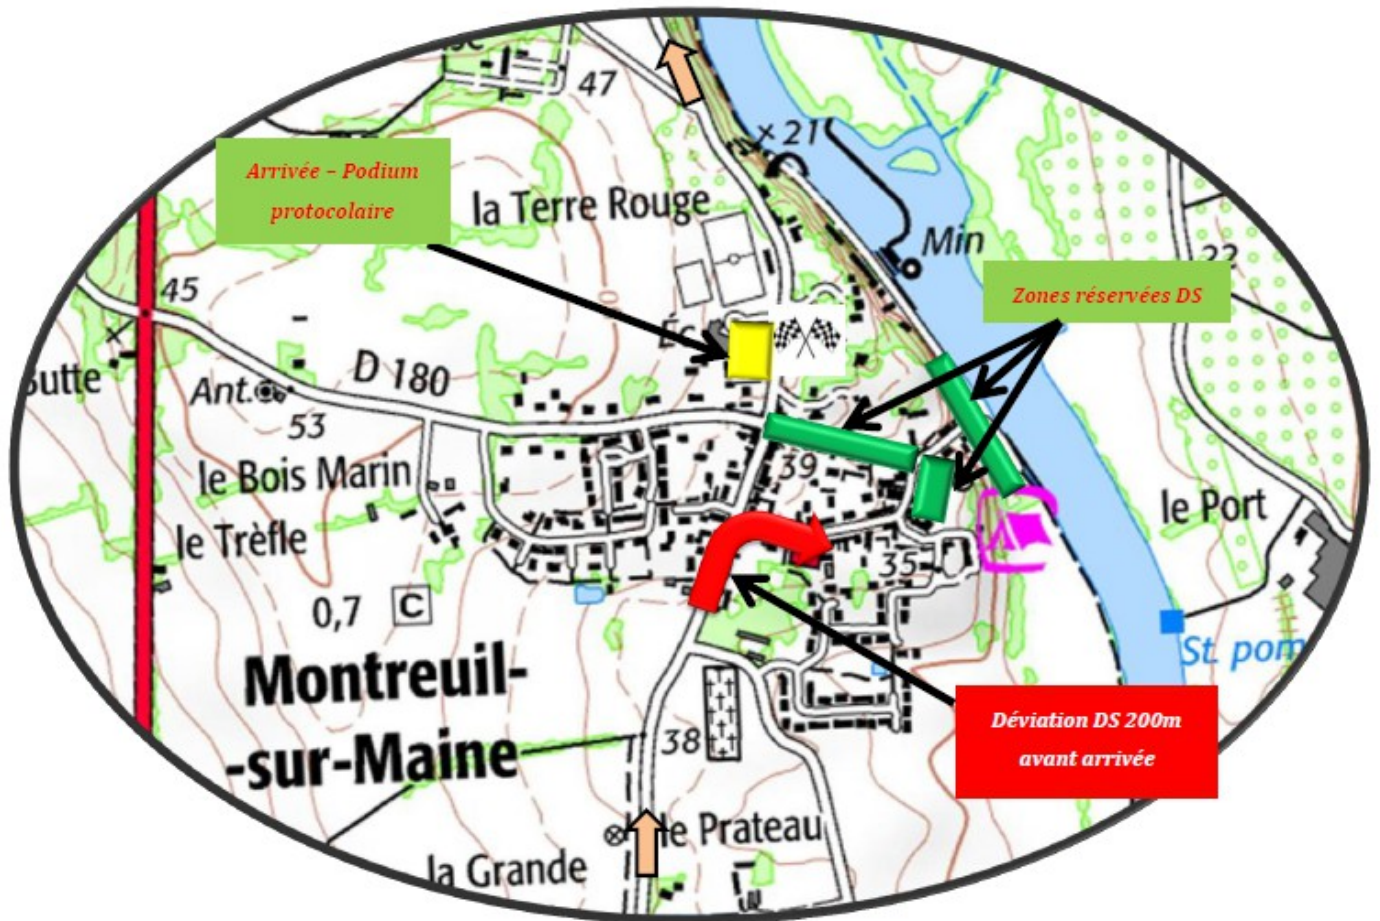 47
× 21
Arrivée – Podium
protocolaire
la Terre Rouge
Min
22
Zones réservées DS
45
Butte
Ant.
D 180
53
39
le Bois Marin
le Port
le Trèfle
35
0,7
C
St. pom
Montreuil-
-sur-Maine
Déviation DS 200m
avant arrivée
38
le Prateau
la Grande